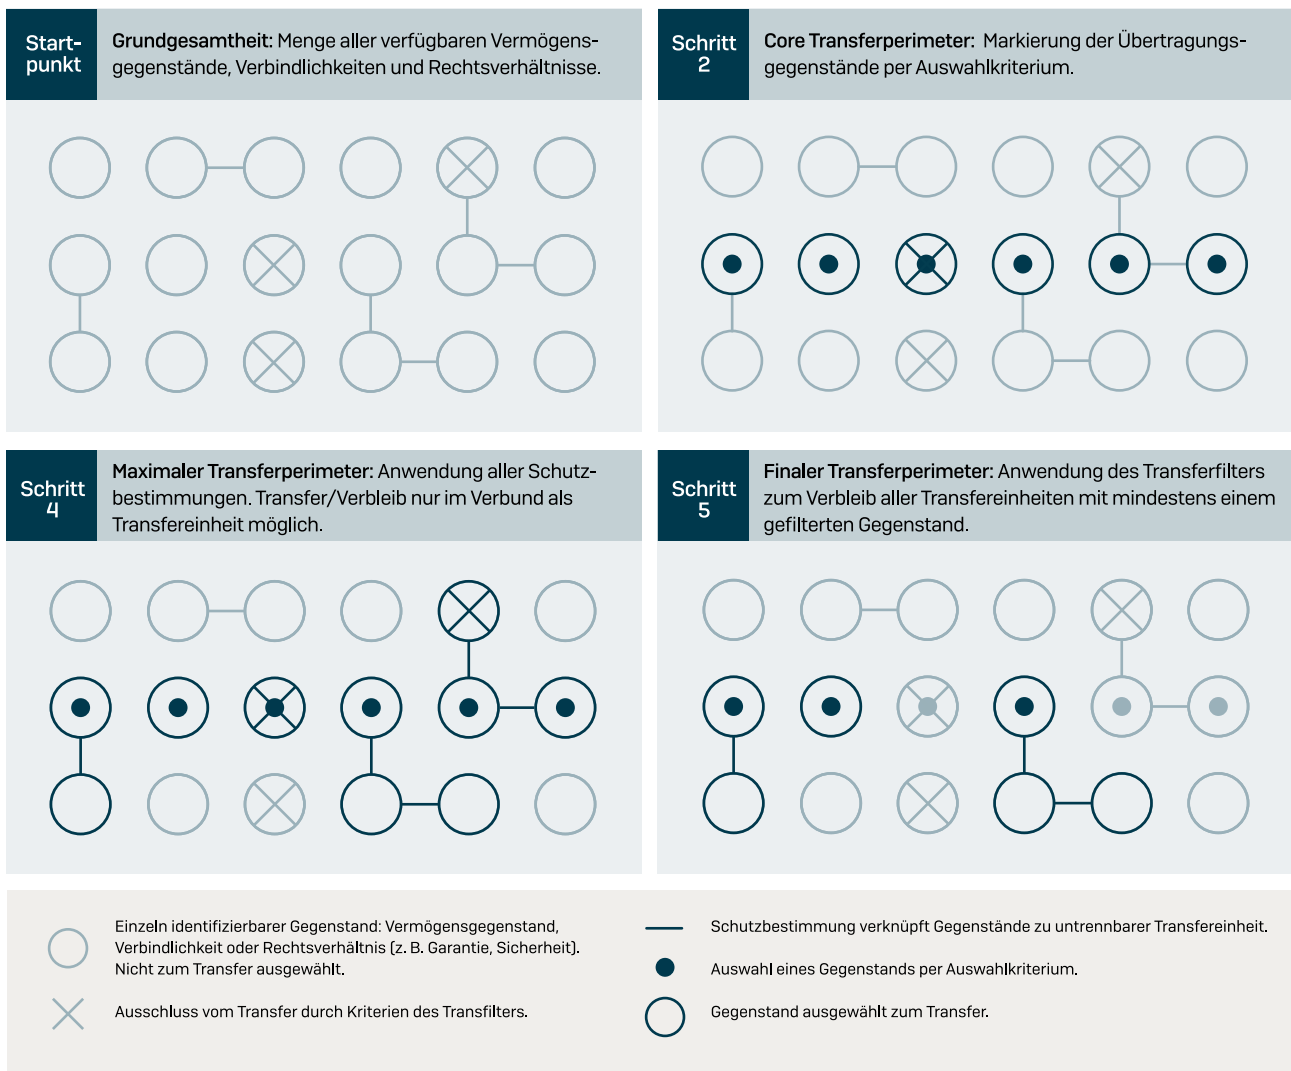 Start-
punkt
Grundgesamtheit: Menge aller verfügbaren Vermögens-
gegenstände, Verbindlichkeiten und Rechtsverhältnisse.
Schritt
2
Core Transferperimeter: Markierung der Übertragungs-
gegenstände per Auswahlkriterium.
Schritt
4
Maximaler Transferperimeter: Anwendung aller Schutz-
bestimmungen. Transfer/Verbleib nur im Verbund als
Transfereinheit möglich.
Schritt
5
Finaler Transferperimeter: Anwendung des Transferfilters
zum Verbleib aller Transfereinheiten mit mindestens einem
gefilterten Gegenstand.
Einzeln identifizierbarer Gegenstand: Vermögensgegenstand,
Verbindlichkeit oder Rechtsverhältnis (z. B. Garantie, Sicherheit).
Nicht zum Transfer ausgewählt.
Ausschluss vom Transfer durch Kriterien des Transfilters.
Schutzbestimmung verknüpft Gegenstände zu untrennbarer Transfereinheit.
Auswahl eines Gegenstands per Auswahlkriterium.
Gegenstand ausgewählt zum Transfer.